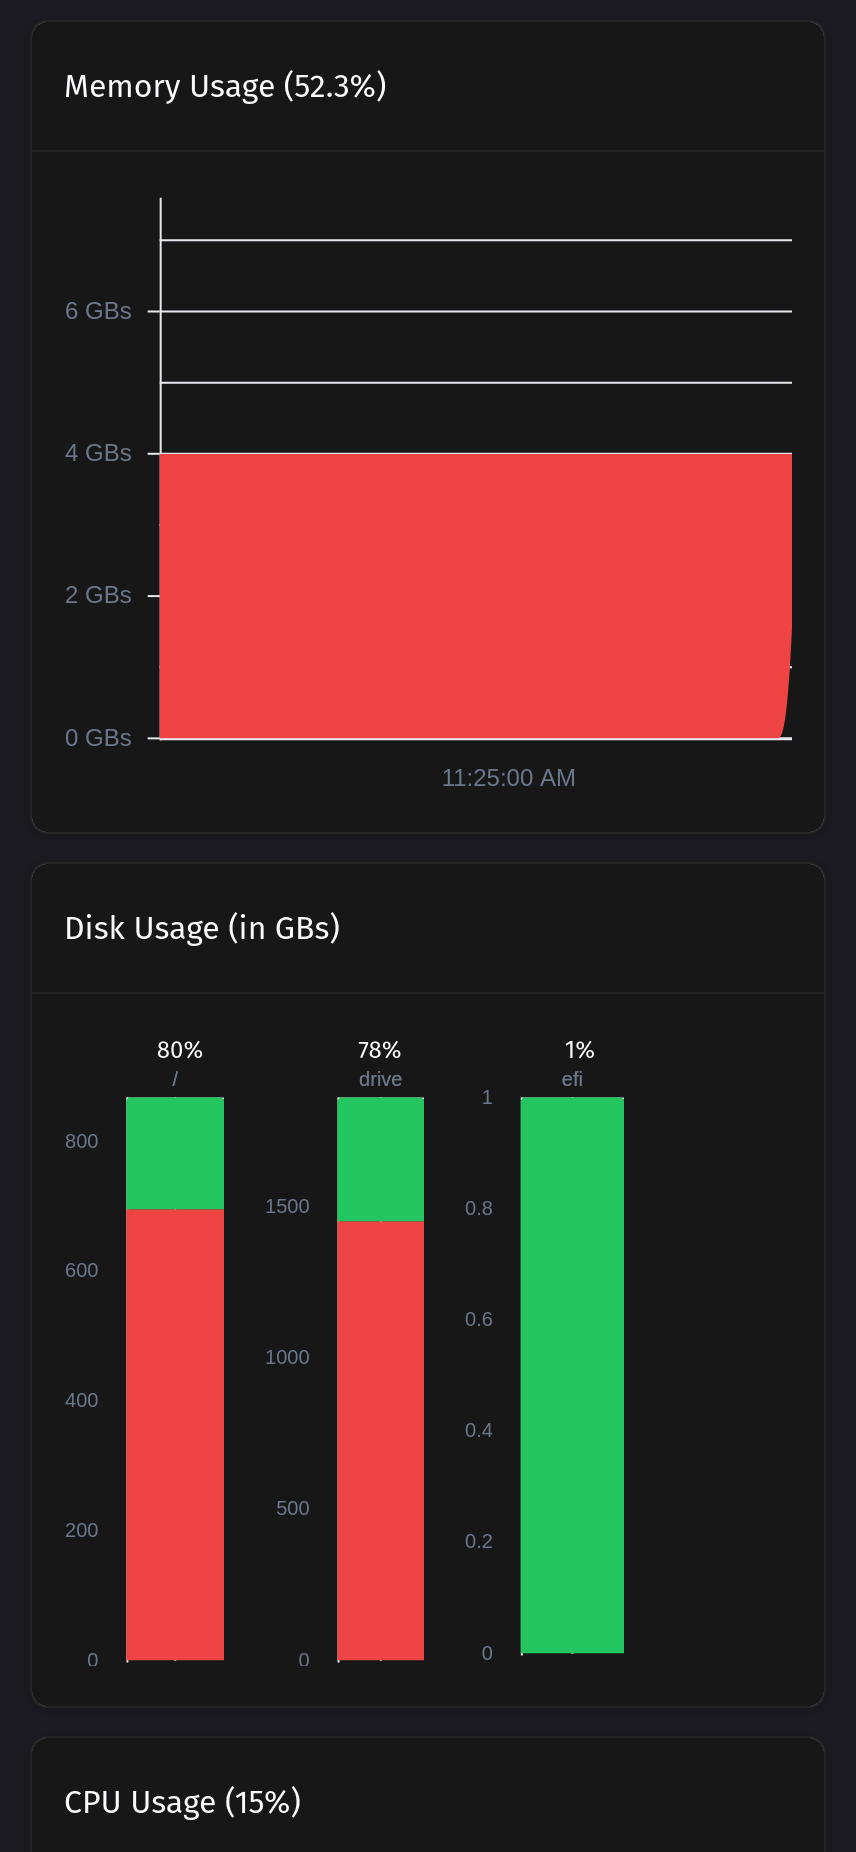 Memory Usage (52.3%)
6 GBs
4 GBs
2 GBs
0 GBs
11:25:00 AM
Disk Usage (in GBs)
80% 78% 1%
/ drive efi
1
800
1500
0.8
600
0.6
1000
400
0.4
500
200
0.2
0 0 0
CPU Usage (15%)